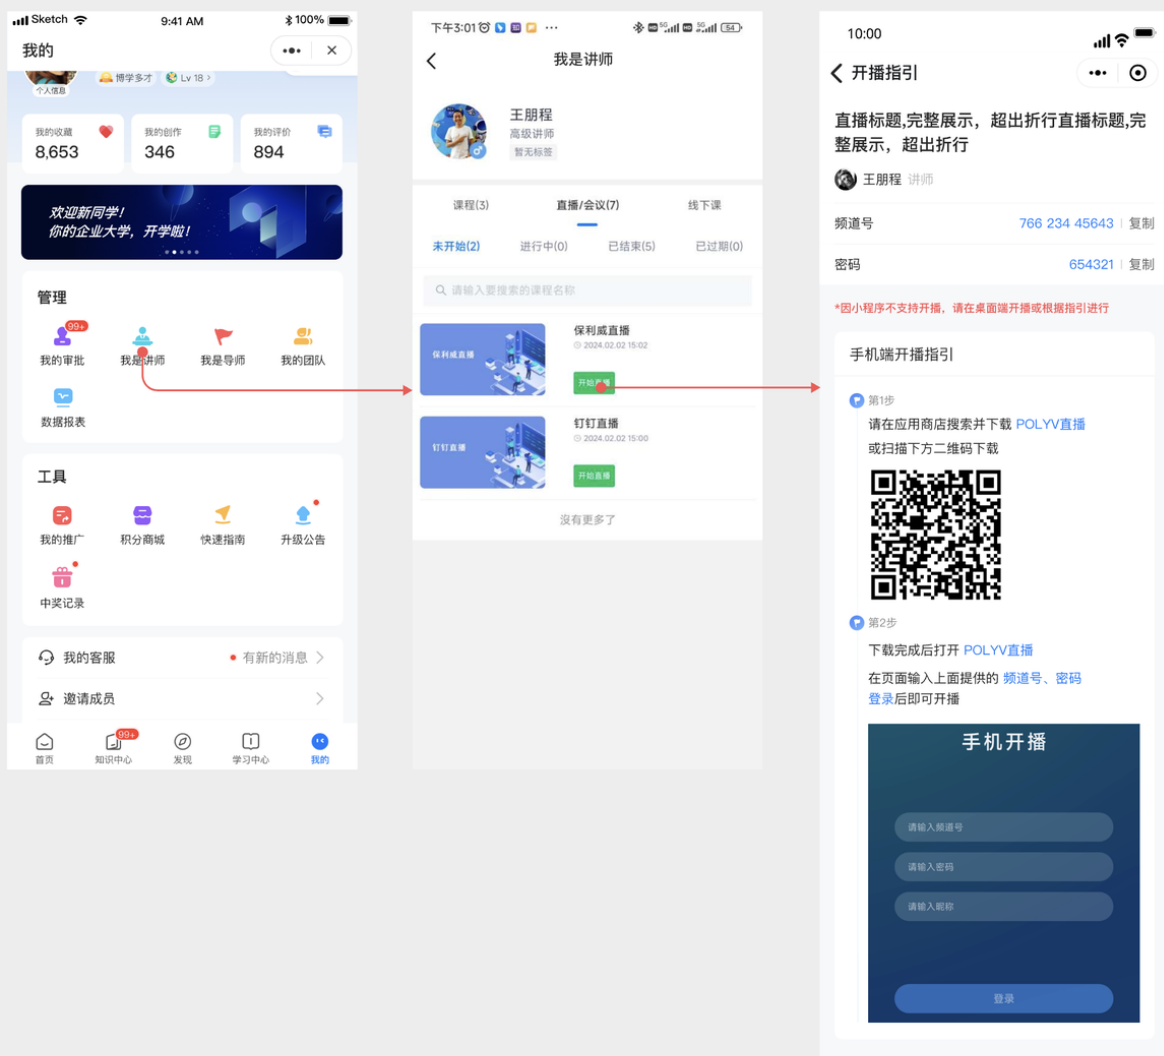 Sketch
9:41 AM
100%
我的
博学多才
Lv 18 >
个人信息
我的收藏
8,653
我的创作
346
我的评价
894
欢迎新同学！
你的企业大学，开学啦！
管理
99+
我的审批
我是讲师
我是导师
我的团队
数据报表
工具
我的推广
积分商城
快速指南
升级公告
中奖记录
我的客服
有新的消息
邀请成员
首页
99+
知识中心
发现
学习中心
我的
下午3:01
54
我是讲师
王朋程
高级讲师
暂无标签
课程(3)
直播/会议(7)
线下课
未开始(2)
进行中(0)
已结束(5)
已过期(0)
请输入要搜索的课程名称
保利威直播
保利威直播
2024.02.02 15:02
开始直播
钉钉直播
钉钉直播
2024.02.02 15:00
开始直播
没有更多了
10:00
开播指引
直播标题,完整展示，超出折行直播标题,完
整展示，超出折行
王朋程 讲师
频道号
766 234 45643
复制
密码
654321
复制
*因小程序不支持开播，请在桌面端开播或根据指引进行
手机端开播指引
第1步
请在应用商店搜索并下载 POLYV直播
或扫描下方二维码下载
第2步
下载完成后打开 POLYV直播
在页面输入上面提供的 频道号、密码
登录后即可开播
手机开播
请输入频道号
请输入密码
请输入昵称
登录